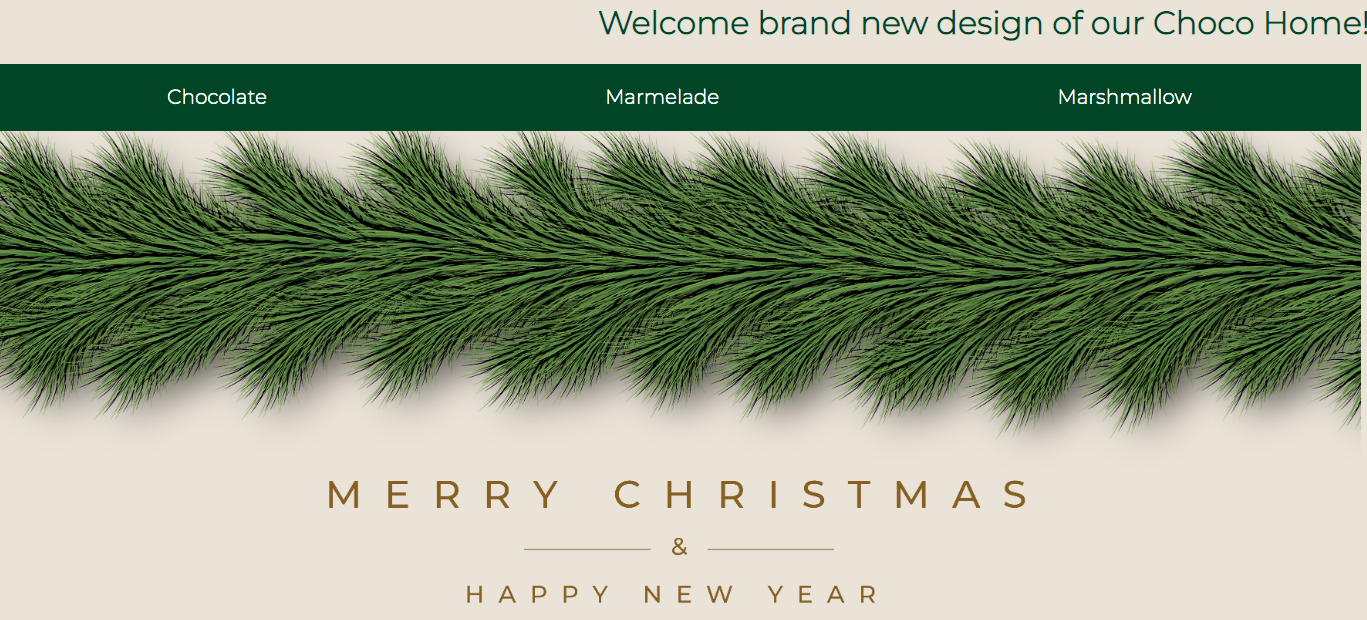 Welcome brand new design of our Choco Home!
Chocolate Marmelade Marshmallow
MERRY CHRISTMAS
&
HAPPY NEW YEAR